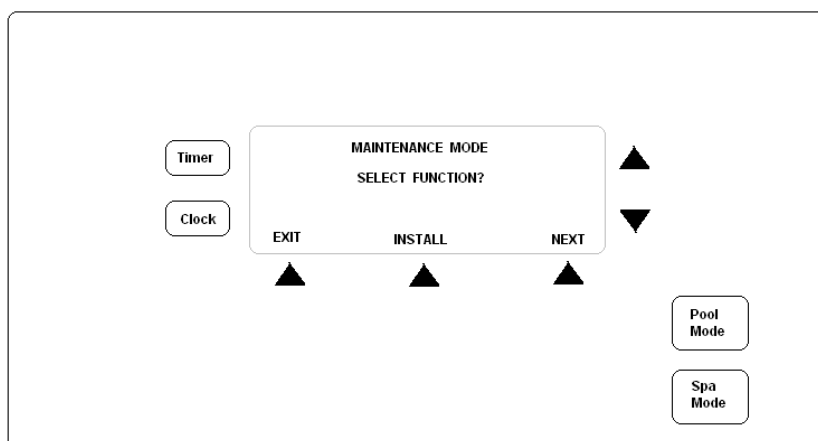 MAINTENANCE MODE
Timer
SELECT FUNCTION?
Clock
EXIT INSTALL NEXT
Pool
Mode
Spa
Mode